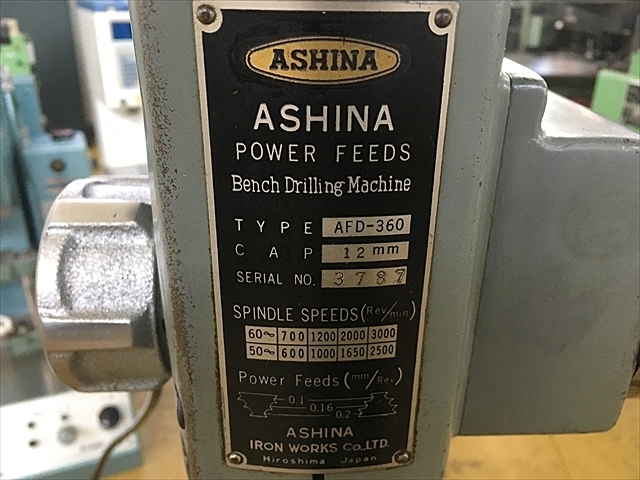 ASHINA
ASHINA
POWER FEEDS
Bench Drilling Machine
TYPE AFD-360
CAP 12mm
SERIAL NO. 3787
SPINDLE SPEEDS (Rev/min)
60～ 700 1200 2000 3000
50～ 600 1000 1650 2500
Power Feeds (mm/Rev)
0.1
0.16
0.2
ASHINA
IRON WORKS Co.,LTD.
Hiroshima Japan